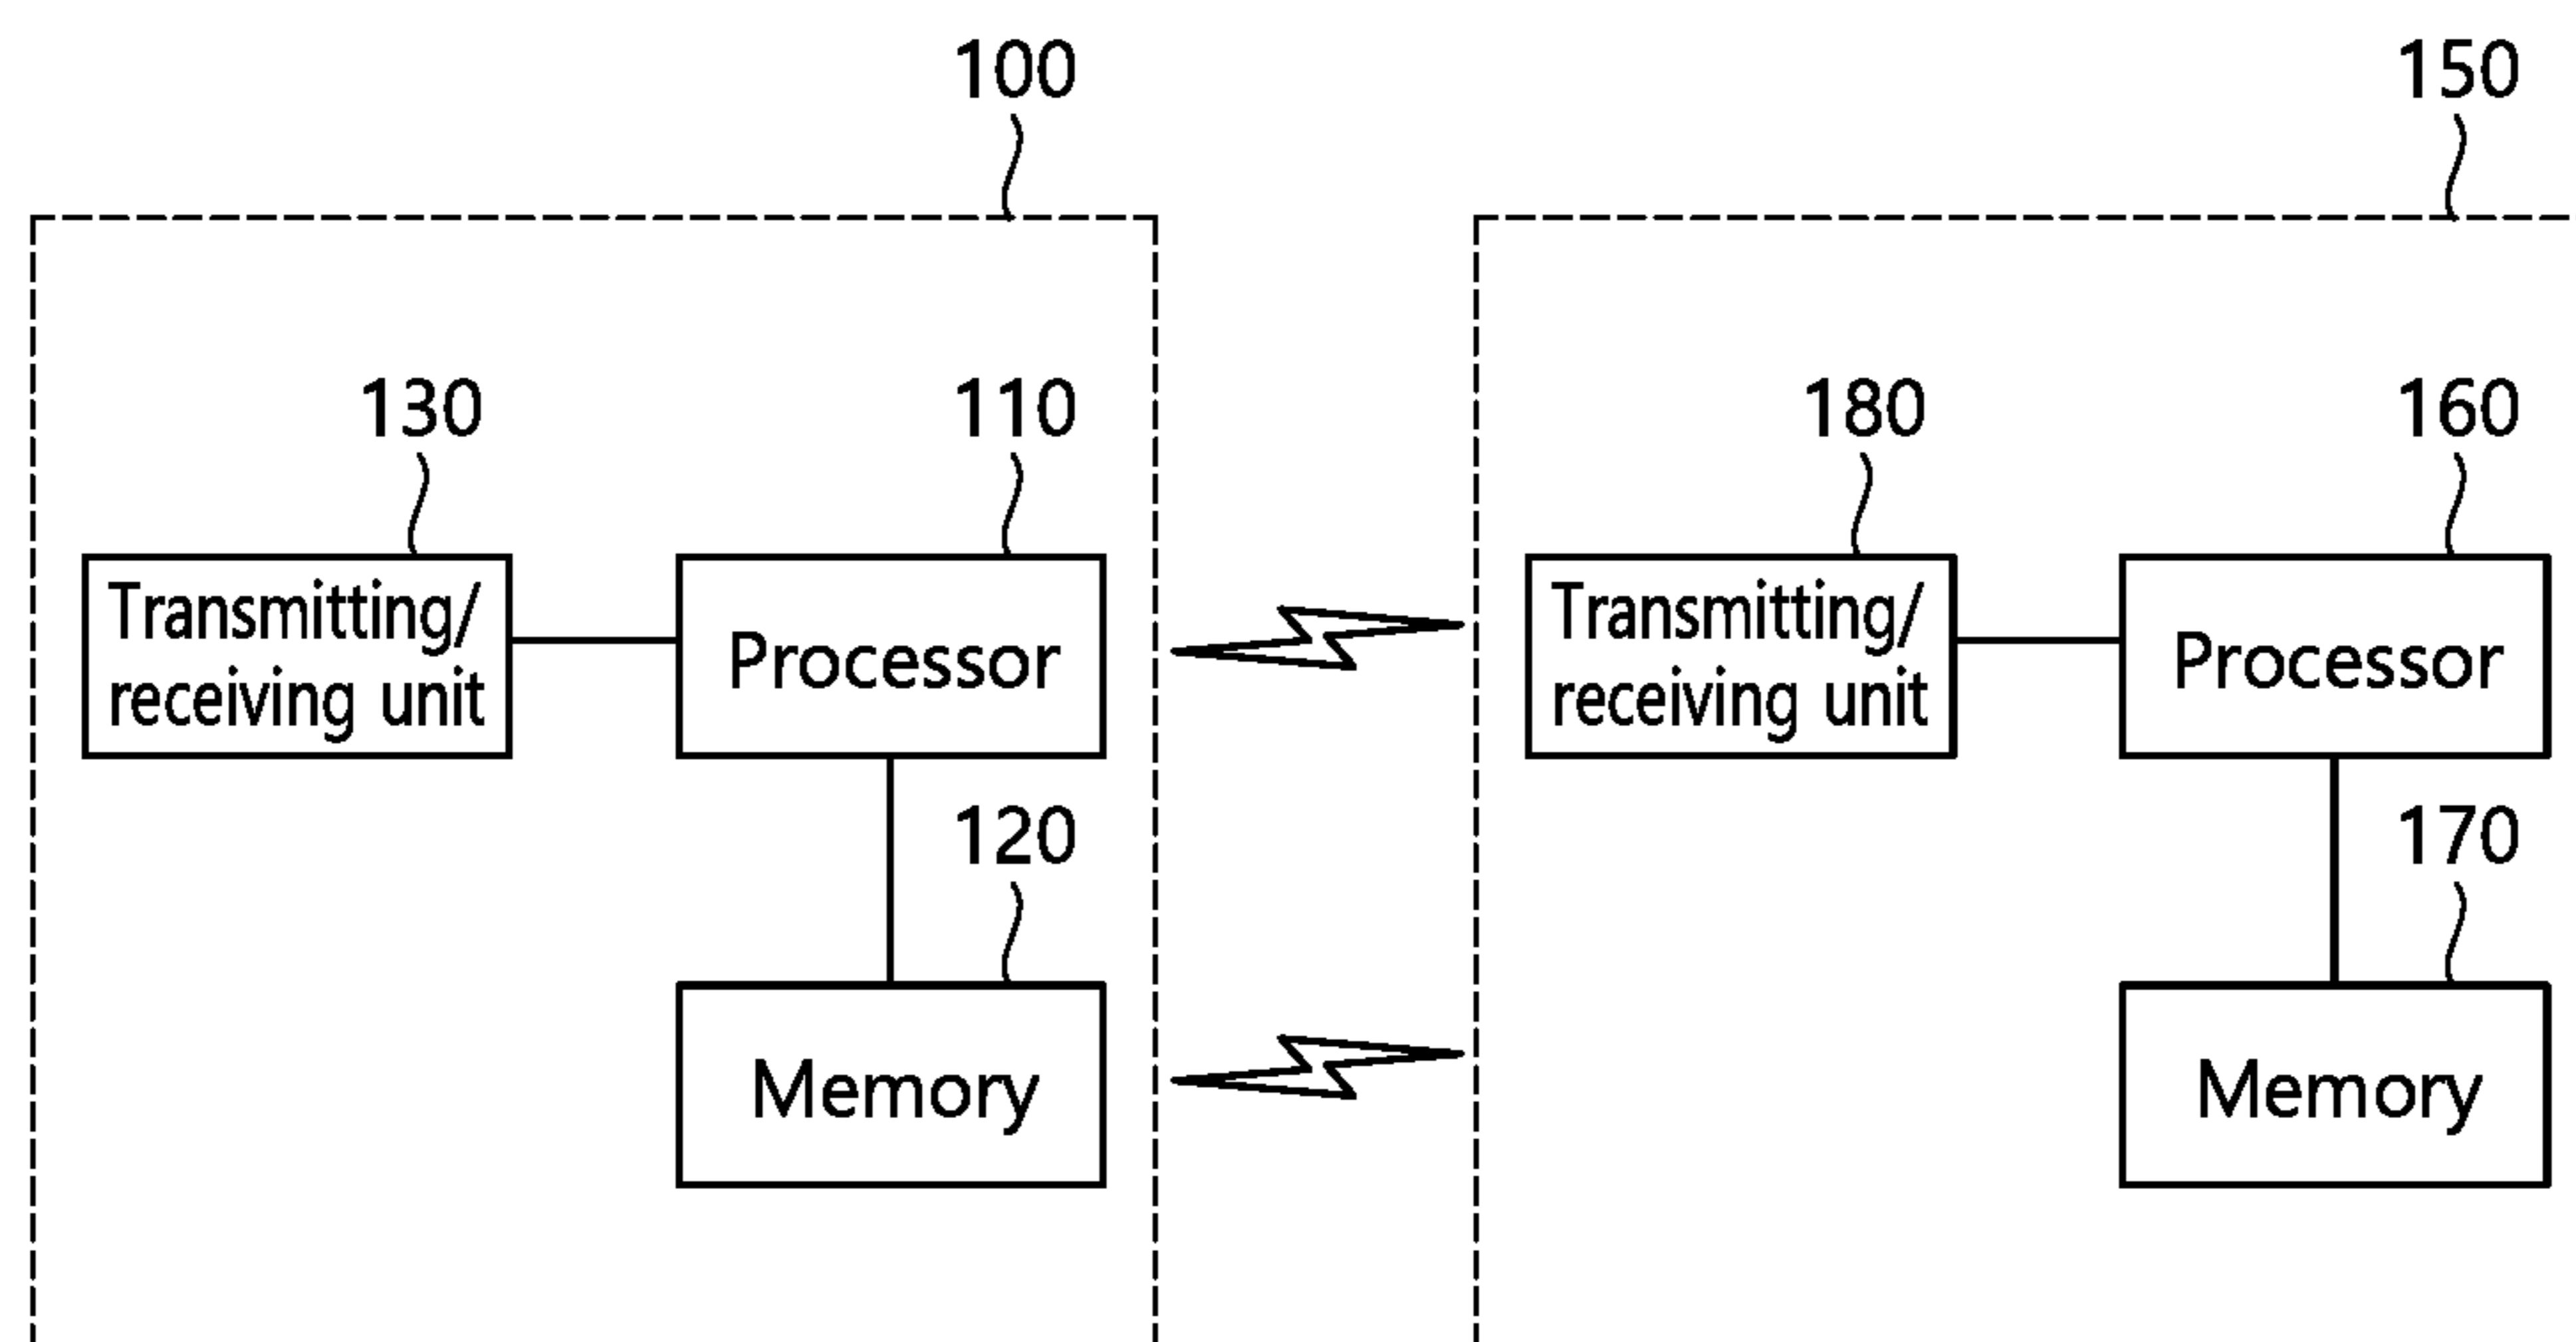 100
150
130
110
180
160
Transmitting/
receiving unit
Processor
Transmitting/
receiving unit
Processor
120
170
Memory
Memory